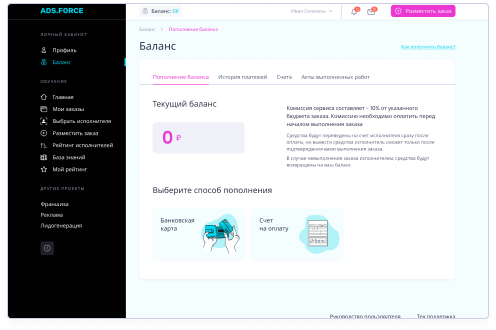 ADS.FORCE
Баланс: 0₽
Разместить заказ
ЛИЧНЫЙ КАБИНЕТ
Профиль
Баланс
ОБУЧЕНИЕ
Главная
Мои заказы
Выбрать исполнителя
Разместить заказ
Рейтинг исполнителей
База знаний
Мой рейтинг
ДРУГИЕ ПРОЕКТЫ
Франшиза
Реклама
Лидогенерация
Баланс > Пополнение баланса
Баланс
Как пополнить баланс?
Пополнение баланса История платежей Счета Акты выполненных работ
Текущий баланс
0 ₽
Комиссия сервиса составляет – 10% от указанного
бюджета заказа. Комиссию необходимо оплатить перед
началом выполнения заказа
Средства будут переведены на счет исполнителя сразу после
оплаты, но вывести средства исполнитель сможет только после
подтверждения вами выполнения заказа.
В случае невыполнения заказа исполнителем, средства будут
возвращены на ваш баланс
Выберите способ пополнения
Банковская
карта
Счет
на оплату
Руководство пользователя Тех поддержка